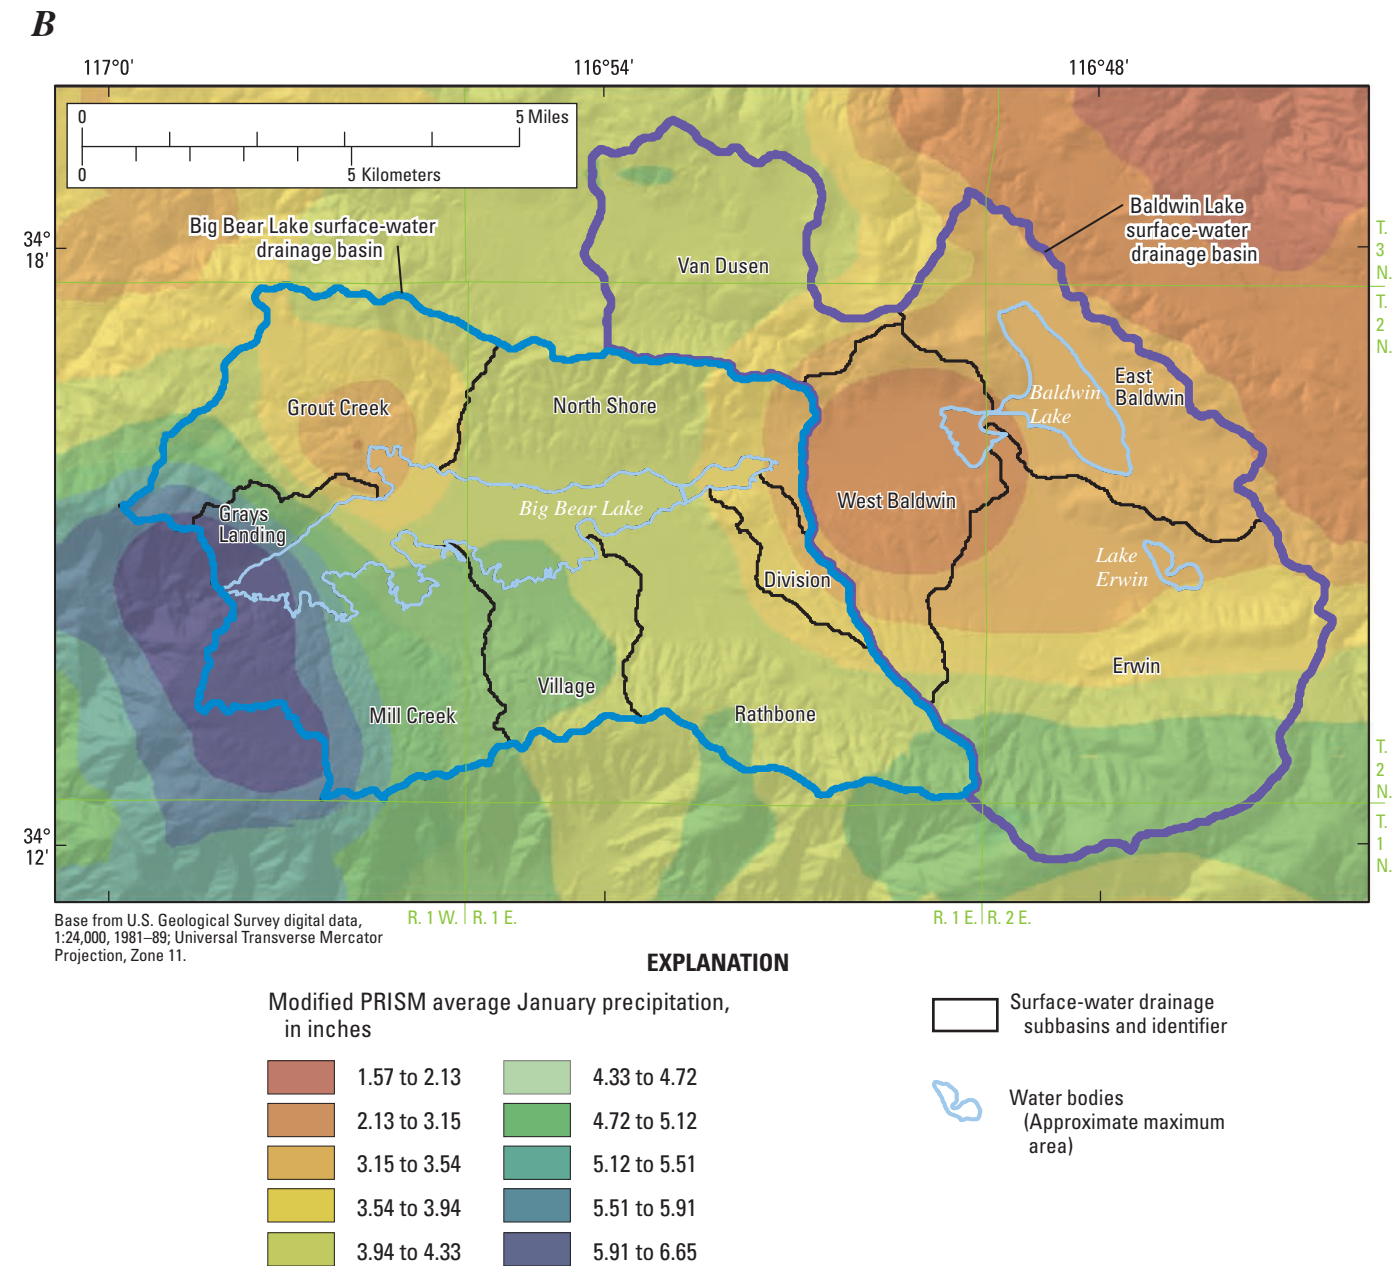 B
117°0'
116°54'
116°48'
0
5 Miles
0
5 Kilometers
Big Bear Lake surface-water
drainage basin
Baldwin Lake
surface-water
drainage basin
34°
18'
T.
3
N.
T.
2
N.
Van Dusen
Grout Creek
North Shore
East
Baldwin
Baldwin
Lake
Big Bear Lake
West Baldwin
Grays
Landing
Division
Lake
Erwin
Erwin
Village
Mill Creek
Rathbone
34°
12'
T.
2
N.
T.
1
N.
R. 1 W.
R. 1 E.
R. 1 E.
R. 2 E.
Base from U.S. Geological Survey digital data,
1:24,000, 1981–89; Universal Transverse Mercator
Projection, Zone 11.
EXPLANATION
Modified PRISM average January precipitation,
in inches
1.57 to 2.13
2.13 to 3.15
3.15 to 3.54
3.54 to 3.94
3.94 to 4.33
4.33 to 4.72
4.72 to 5.12
5.12 to 5.51
5.51 to 5.91
5.91 to 6.65
Surface-water drainage
subbasins and identifier
Water bodies
(Approximate maximum
area)